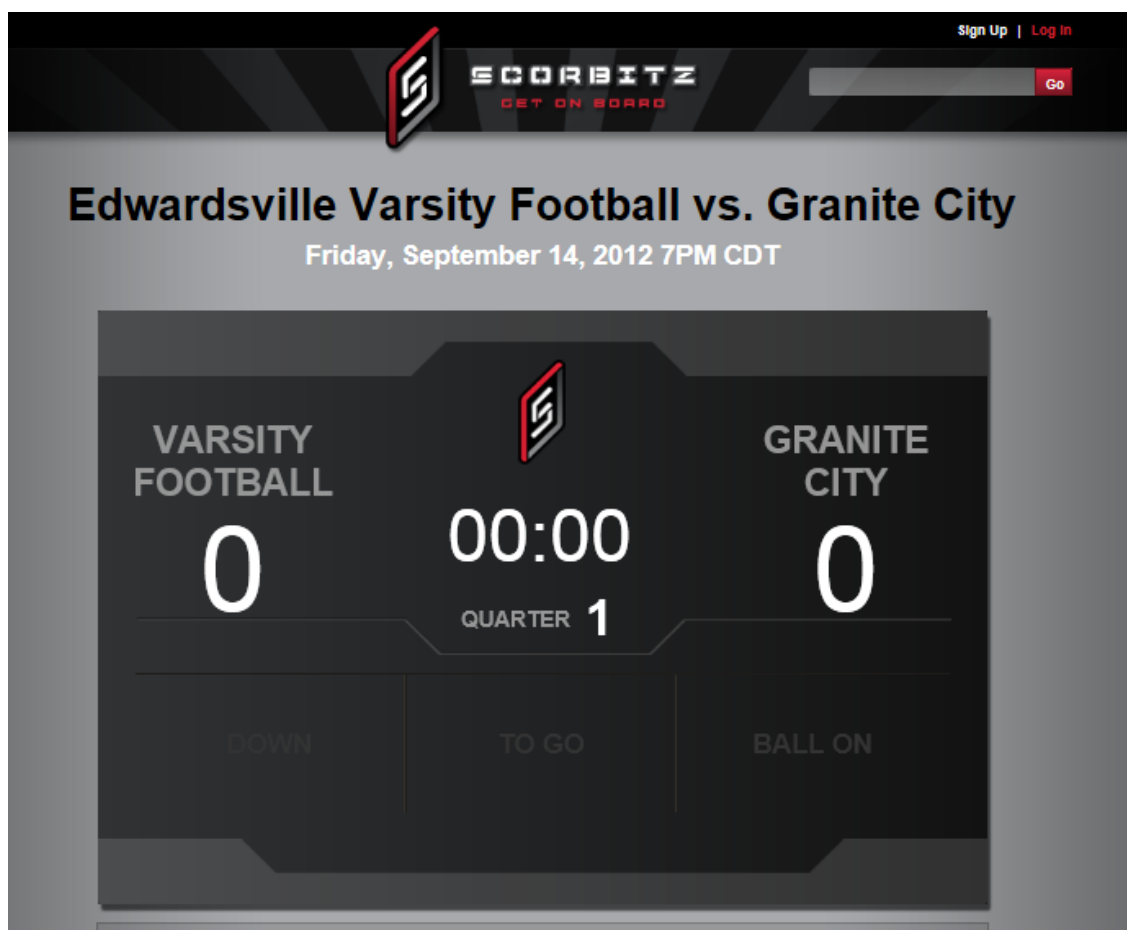 Sign Up | Log In
SCORBITZ
GET ON BOARD
Go
Edwardsville Varsity Football vs. Granite City
Friday, September 14, 2012 7PM CDT
VARSITY
FOOTBALL
0
00:00
QUARTER 1
GRANITE
CITY
0
DOWN
TO GO
BALL ON